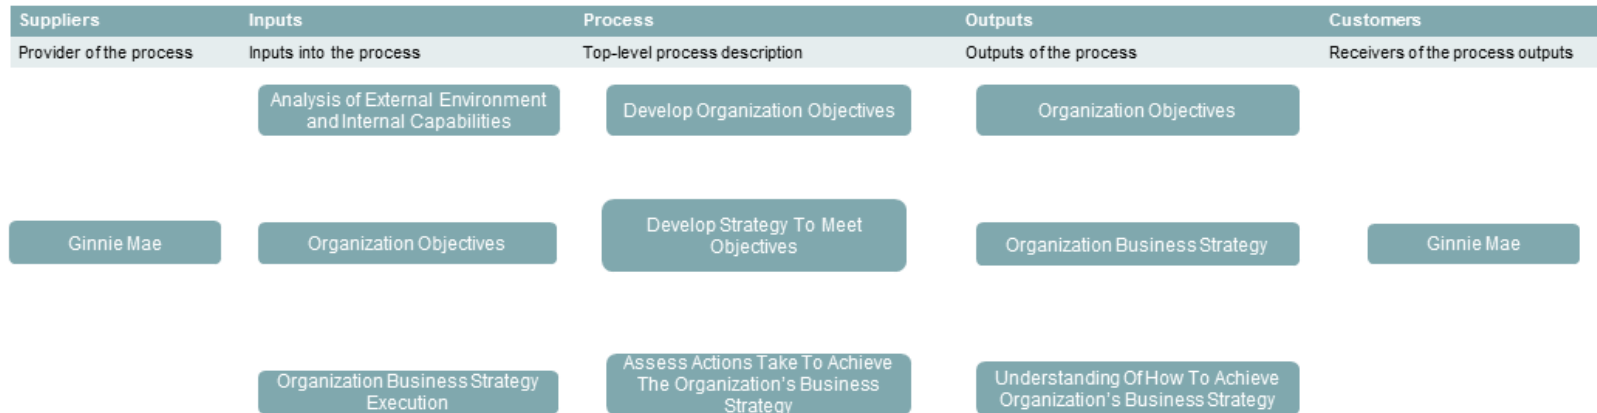 Suppliers Inputs Process Outputs Customers
Provider of the process Inputs into the process Top-level process description Outputs of the process Receivers of the process outputs
Analysis of External Environment
and Internal Capabilities
Develop Organization Objectives
Organization Objectives
Ginnie Mae
Organization Objectives
Develop Strategy To Meet
Objectives
Organization Business Strategy
Ginnie Mae
Organization Business Strategy
Execution
Assess Actions Take To Achieve
The Organization's Business
Strategy
Understanding Of How To Achieve
Organization's Business Strategy